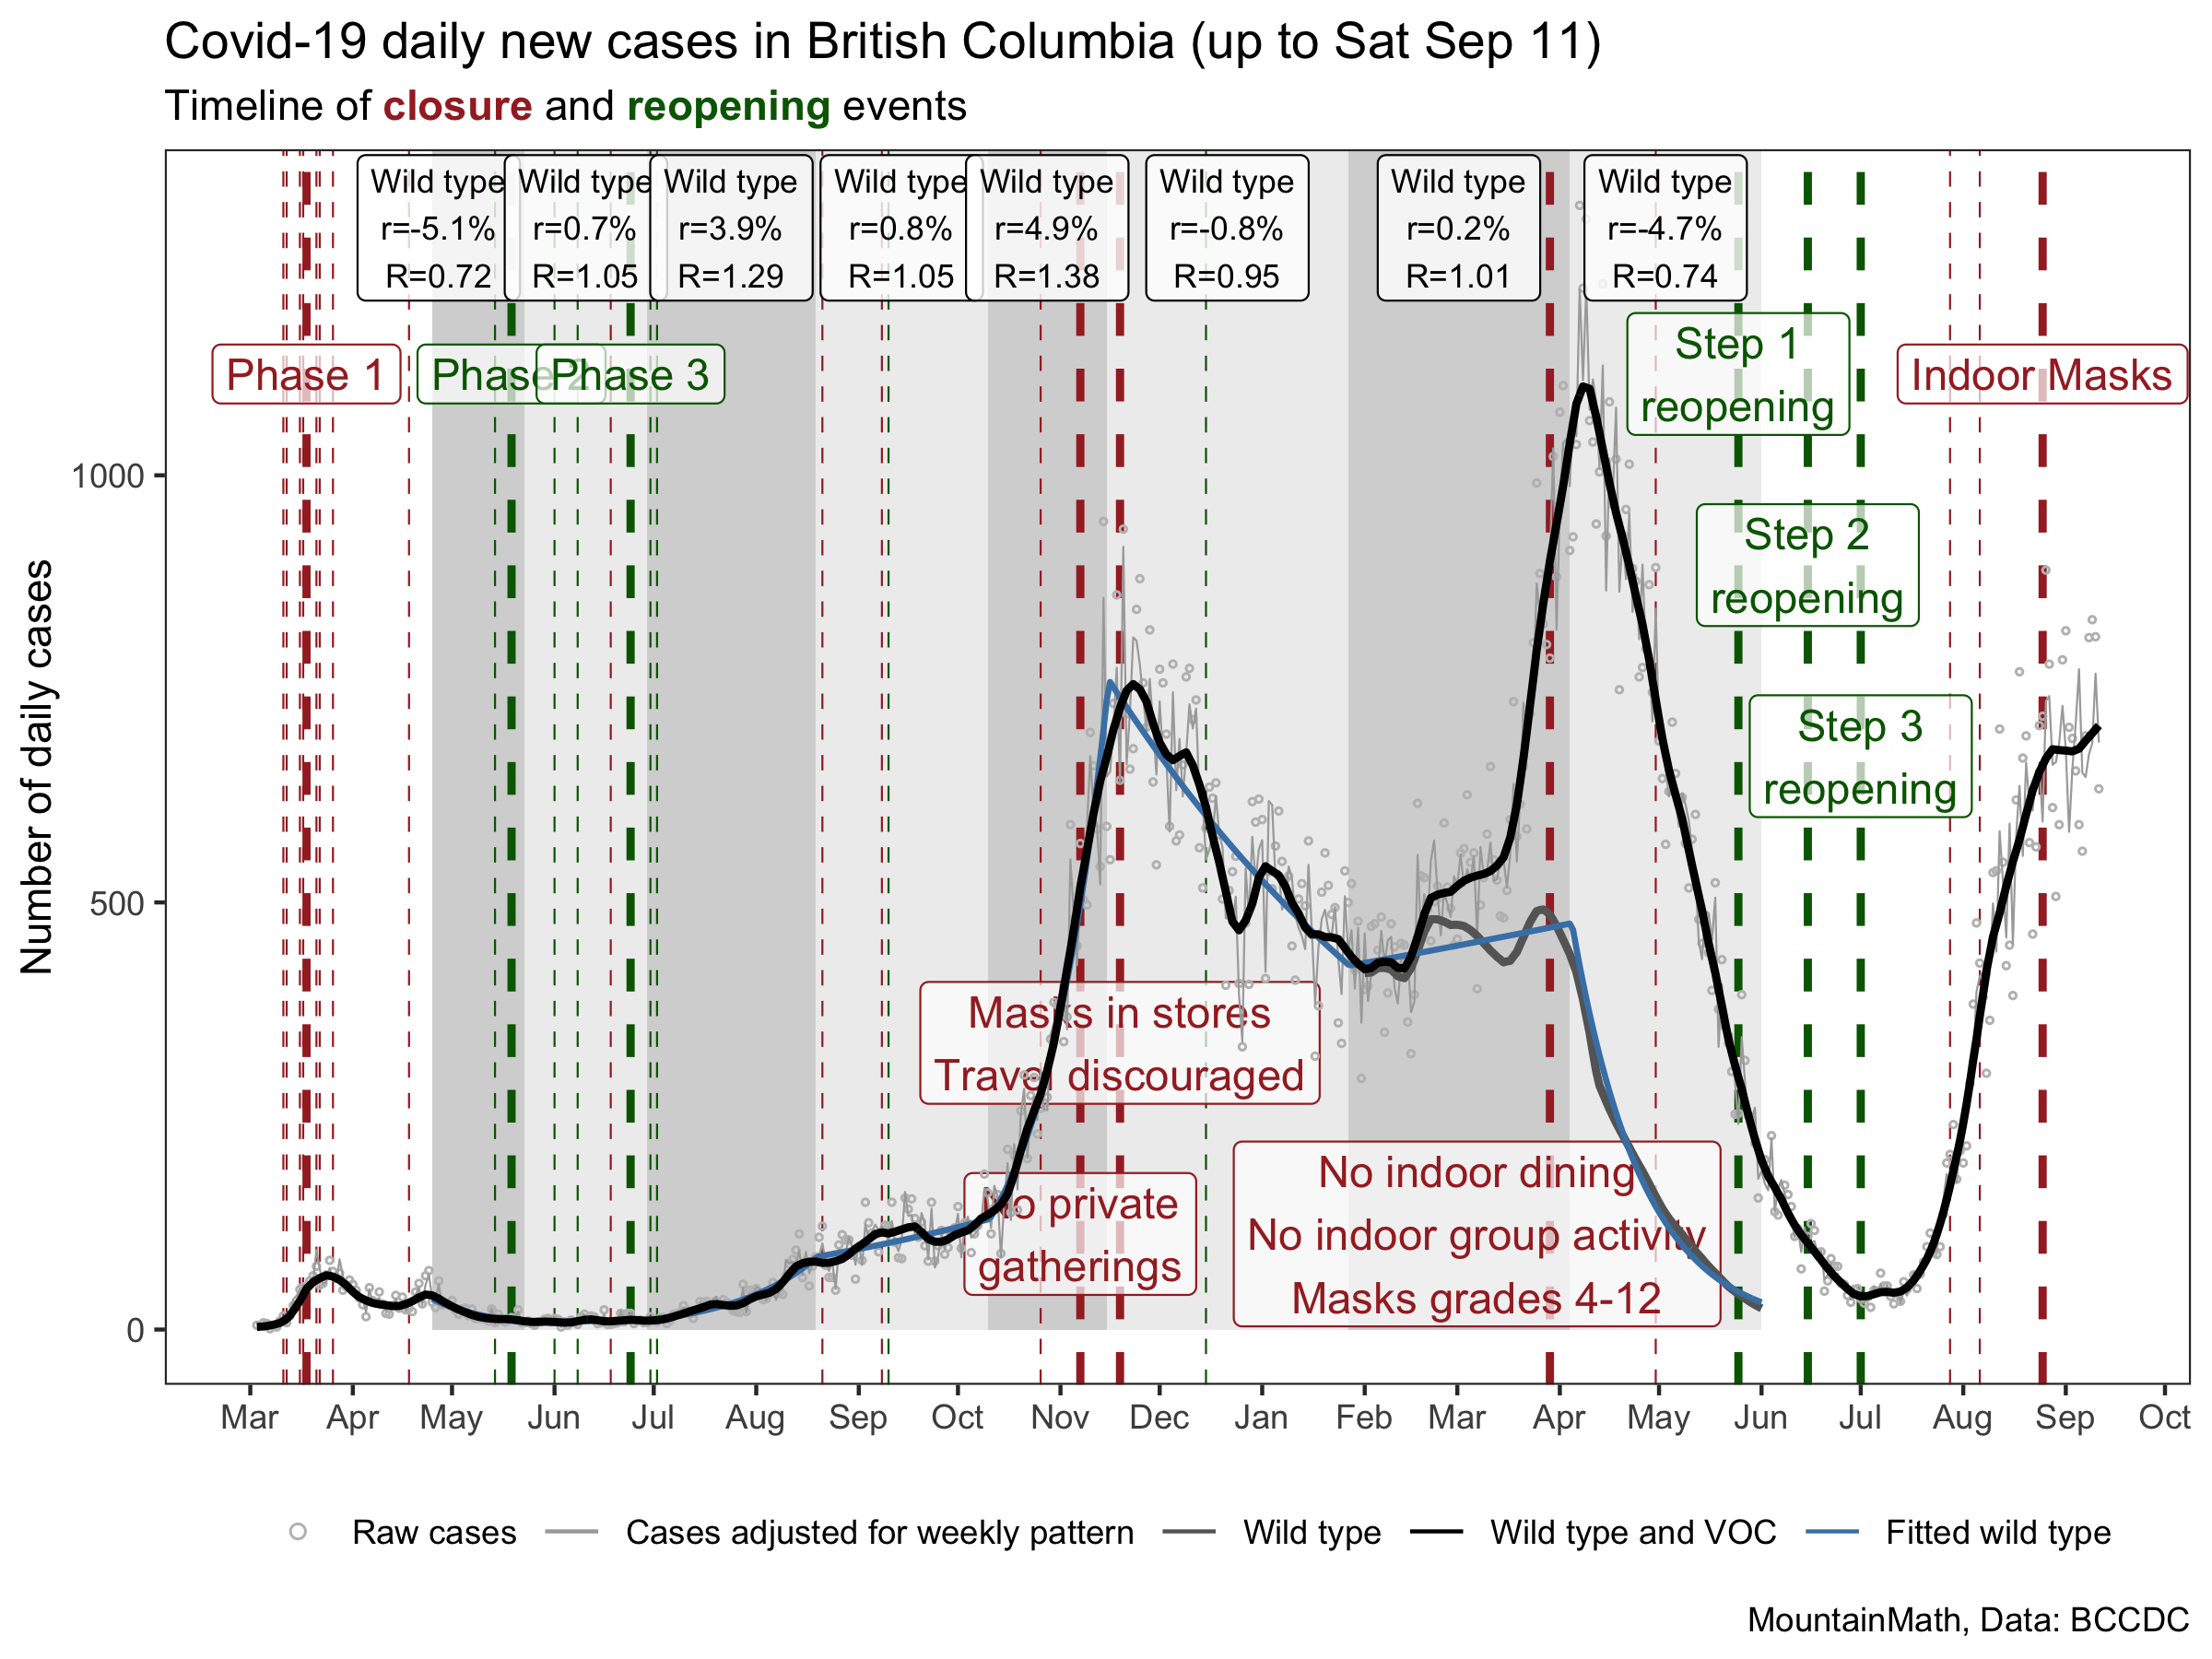 Covid-19 daily new cases in British Columbia (up to Sat Sep 11)
Timeline of closure and reopening events
Wild type
r=-5.1%
R=0.72
Wild type
r=0.7%
R=1.05
Wild type
r=3.9%
R=1.29
Wild type
r=0.8%
R=1.05
Wild type
r=4.9%
R=1.38
Wild type
r=-0.8%
R=0.95
Wild type
r=0.2%
R=1.01
Wild type
r=-4.7%
R=0.74
Phase 1
Phase 2
Phase 3
Step 1
reopening
Indoor Masks
Step 2
reopening
Step 3
reopening
Masks in stores
Travel discouraged
No private
gatherings
No indoor dining
No indoor group activity
Masks grades 4-12
Number of daily cases
1000
500
0
Mar Apr May Jun Jul Aug Sep Oct Nov Dec Jan Feb Mar Apr May Jun Jul Aug Sep Oct
Raw cases Cases adjusted for weekly pattern Wild type Wild type and VOC Fitted wild type
MountainMath, Data: BCCDC